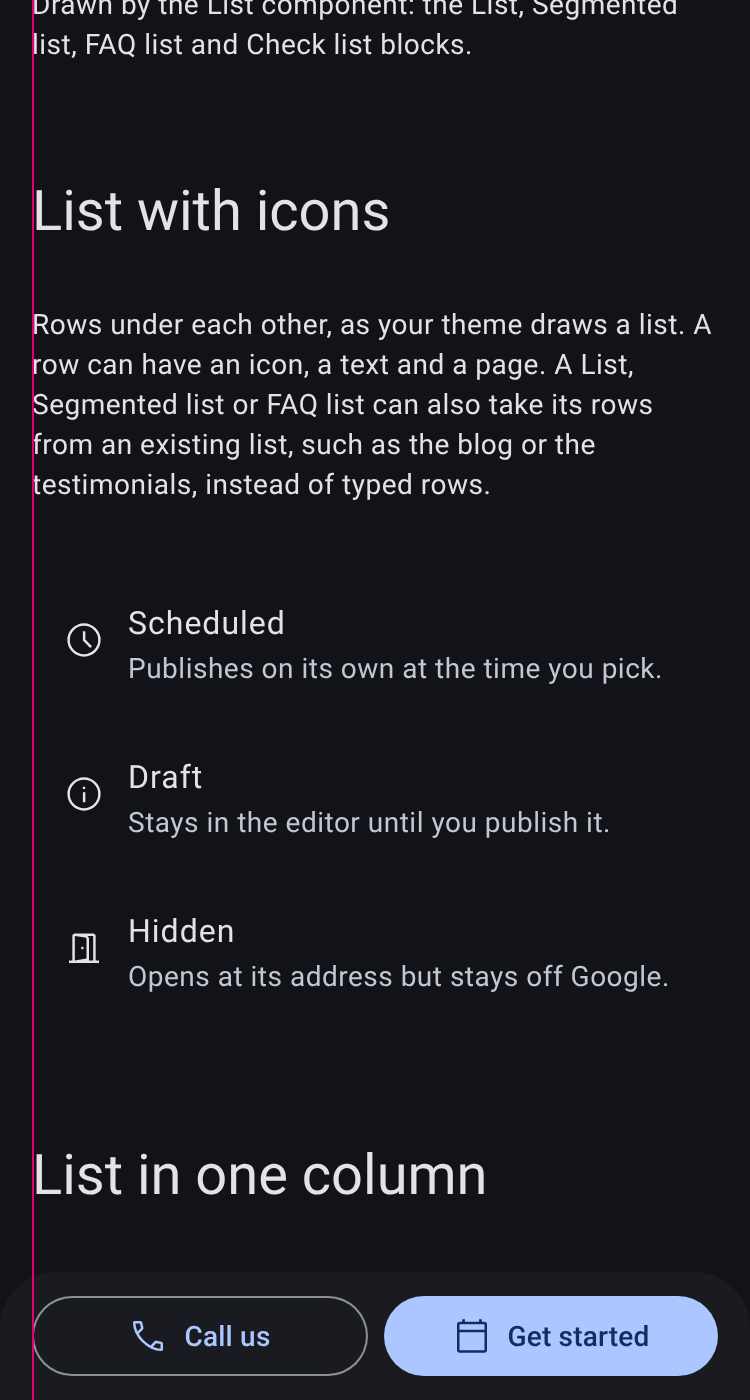 Drawn by the List component: the List, Segmented
list, FAQ list and Check list blocks.
List with icons
Rows under each other, as your theme draws a list. A
row can have an icon, a text and a page. A List,
Segmented list or FAQ list can also take its rows
from an existing list, such as the blog or the
testimonials, instead of typed rows.
Scheduled
Publishes on its own at the time you pick.
Draft
Stays in the editor until you publish it.
Hidden
Opens at its address but stays off Google.
List in one column
Call us
Get started